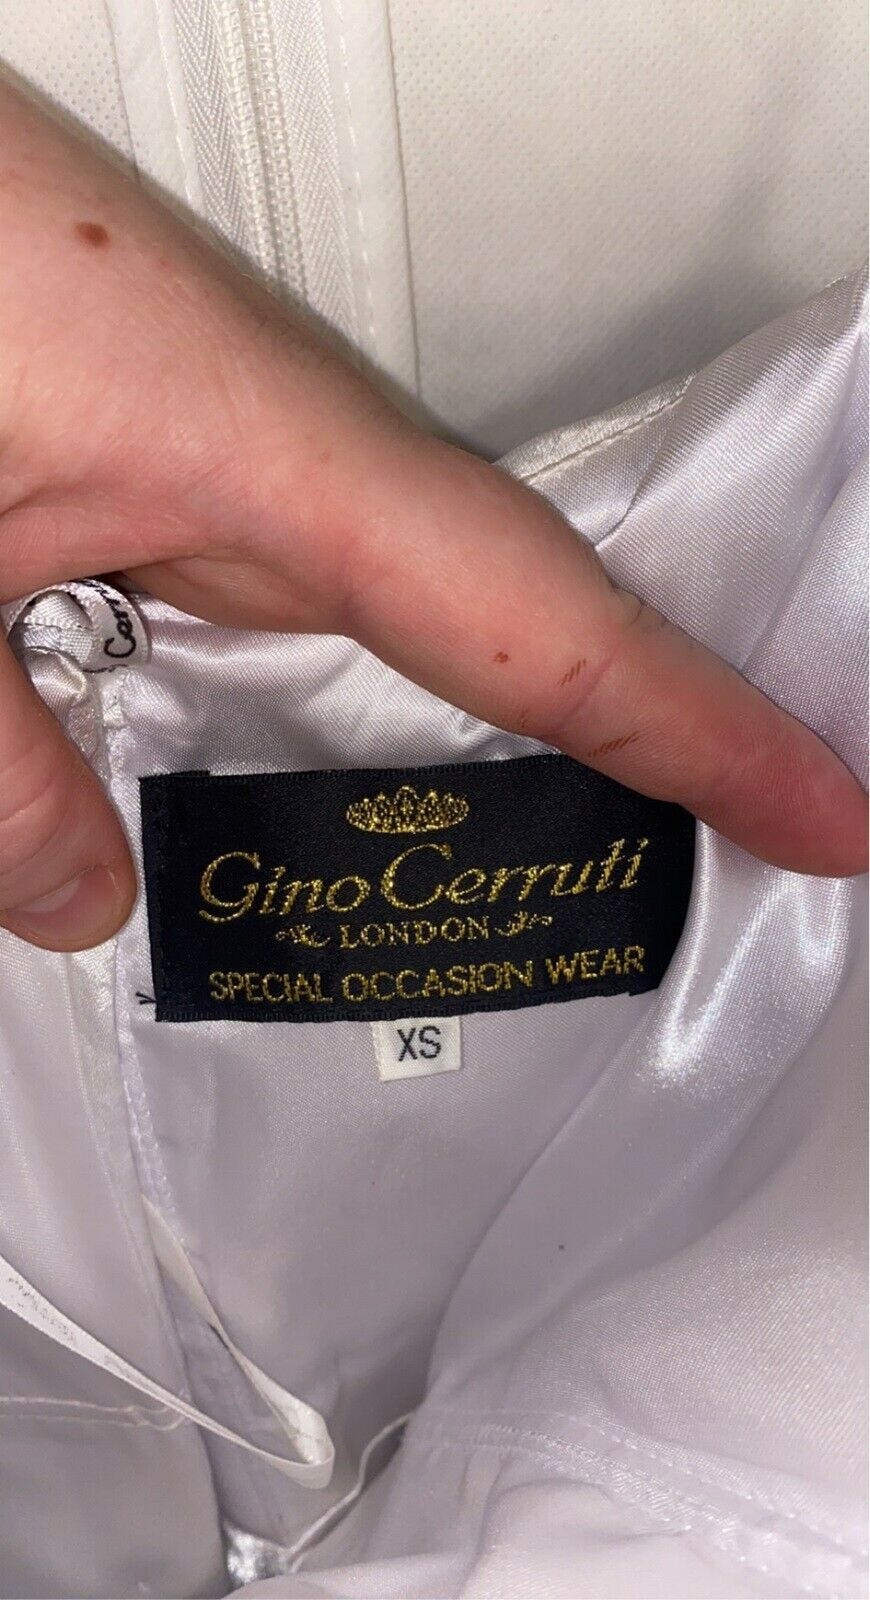 Gino Cerruti
LONDON
SPECIAL OCCASION WEAR
XS